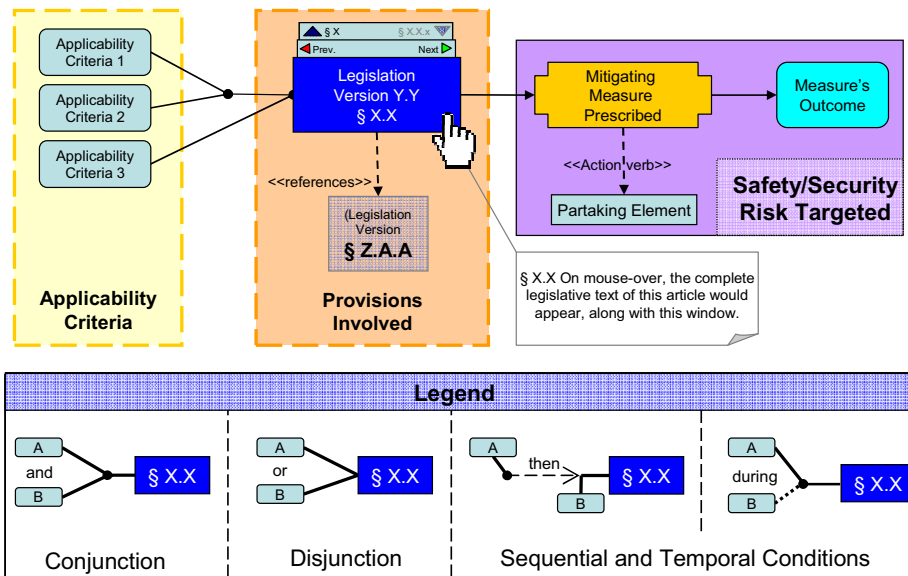 Applicability
Criteria 1
Applicability
Criteria 2
Applicability
Criteria 3
Applicability
Criteria
§ X
§ X.X.x
Prev.
Next
Legislation
Version Y.Y
§ X.X
<<references>>
(Legislation
Version
§ Z.A.A
Provisions
Involved
Mitigating
Measure
Prescribed
Measure's
Outcome
<<Action verb>>
Partaking Element
Safety/Security
Risk Targeted
§ X.X On mouse-over, the complete
legislative text of this article would
appear, along with this window.
Legend
A
and
B
§ X.X
Conjunction
A
or
B
§ X.X
Disjunction
A
then
B
§ X.X
A
during
B
§ X.X
Sequential and Temporal Conditions